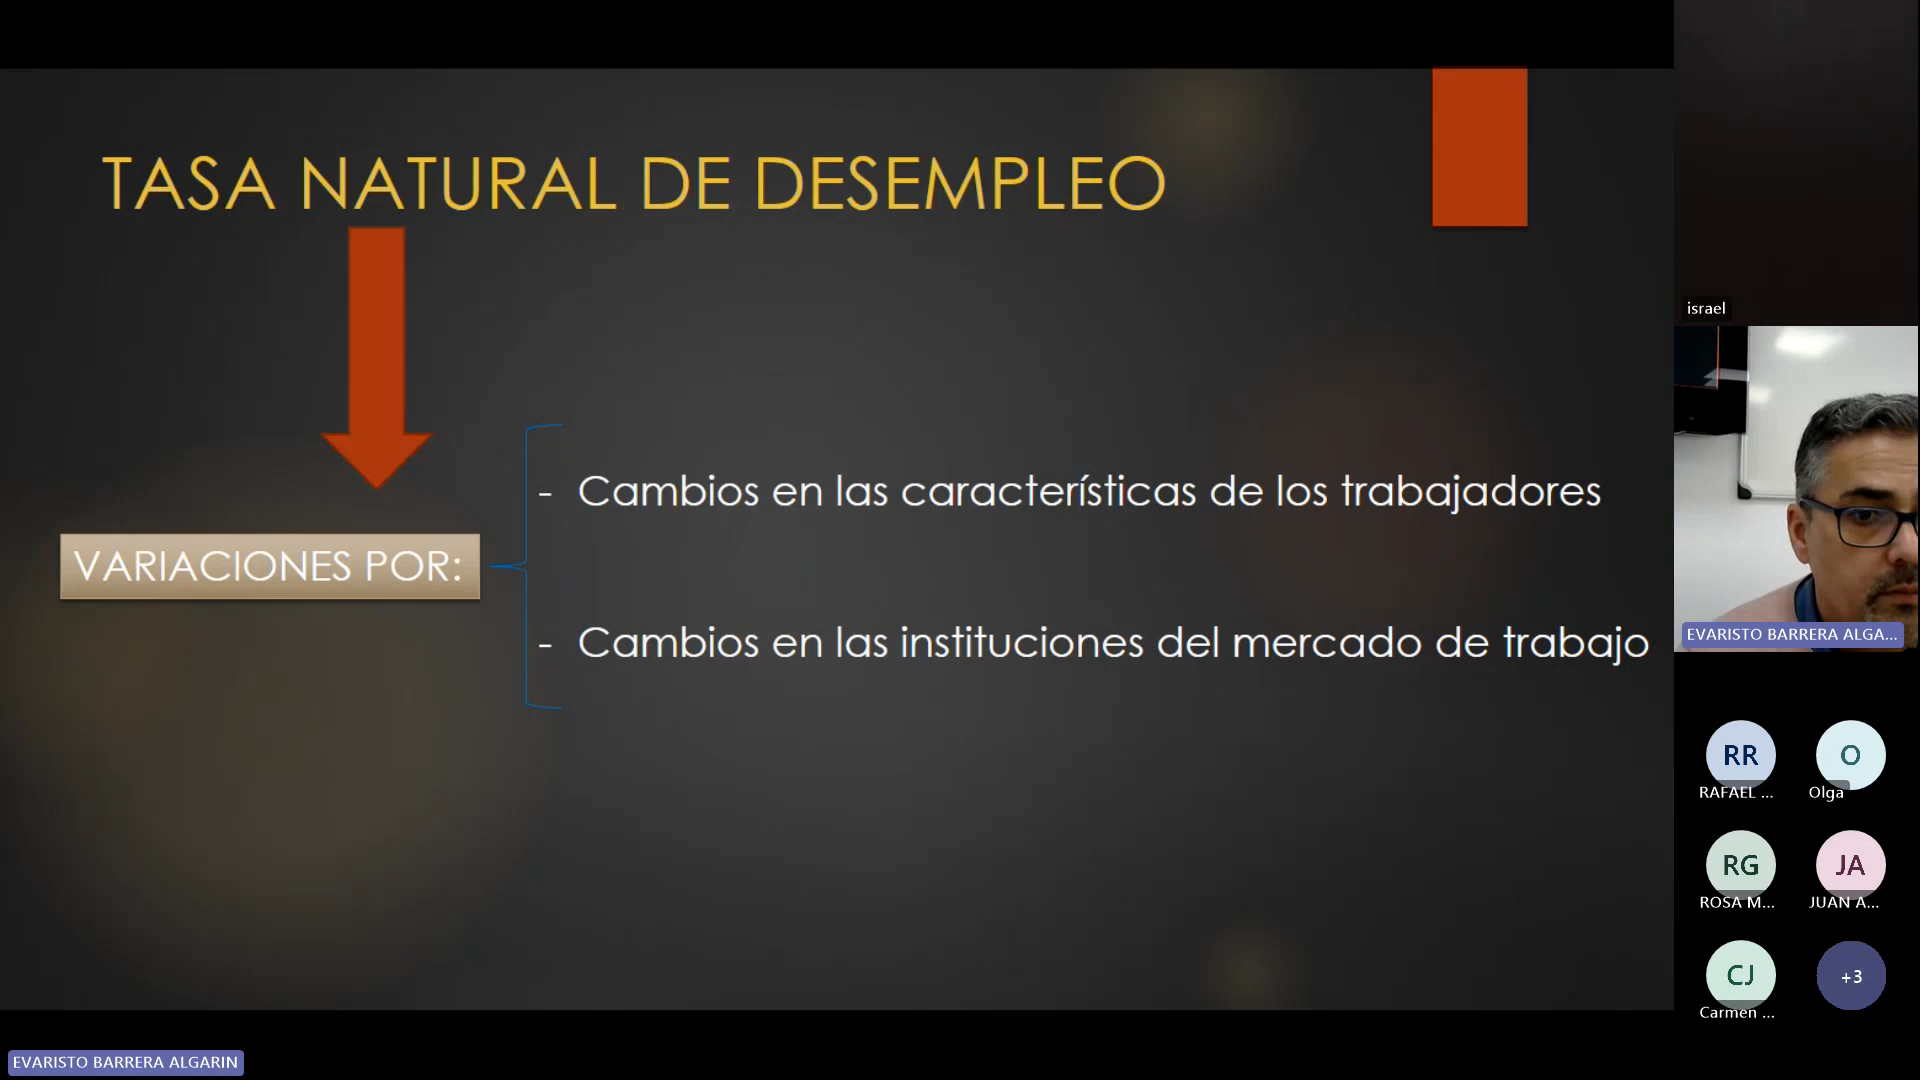 TASA NATURAL DE DESEMPLEO
- Cambios en las características de los trabajadores
VARIACIONES POR:
- Cambios en las instituciones del mercado de trabajo
israel
EVARISTO BARRERA ALGA...
RR
RAFAEL ...
O
Olga
RG
ROSA M...
JA
JUAN A...
CJ
Carmen ...
+3
EVARISTO BARRERA ALGARIN